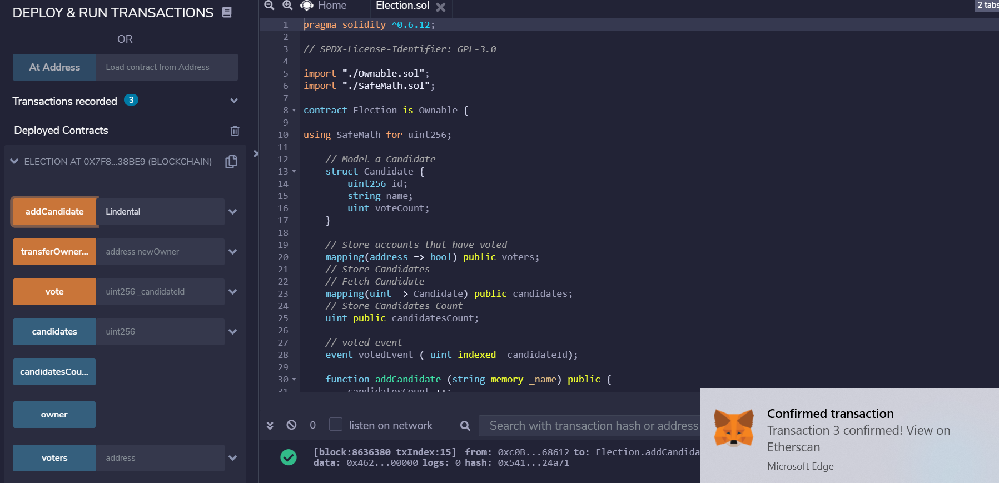 DEPLOY & RUN TRANSACTIONS
OR
At Address
Load contract from Address
Transactions recorded 3
Deployed Contracts
ELECTION AT 0X7F8...38BE9 (BLOCKCHAIN)
addCandidate
Lindental
transferOwner...
address newOwner
vote
uint256 _candidateId
candidates
uint256
candidatesCou...
owner
voters
address
Home
Election.sol
2 tabs
1 pragma solidity ^0.6.12;
2
3 // SPDX-License-Identifier: GPL-3.0
4
5 import "./Ownable.sol";
6 import "./SafeMath.sol";
7
8 contract Election is Ownable {
9
10 using SafeMath for uint256;
11
12 // Model a Candidate
13 struct Candidate {
14 uint256 id;
15 string name;
16 uint voteCount;
17 }
18
19 // Store accounts that have voted
20 mapping(address => bool) public voters;
21 // Store Candidates
22 // Fetch Candidate
23 mapping(uint => Candidate) public candidates;
24 // Store Candidates Count
25 uint public candidatesCount;
26
27 // voted event
28 event votedEvent ( uint indexed _candidateId);
29
30 function addCandidate (string memory _name) public {
31 candidatesCount ++;
0
listen on network
Search with transaction hash or address
[block:8636380 txIndex:15] from: 0xc0B...68612 to: Election.addCandida
data: 0x462...00000 logs: 0 hash: 0x541...24a71
Confirmed transaction
Transaction 3 confirmed! View on
Etherscan
Microsoft Edge